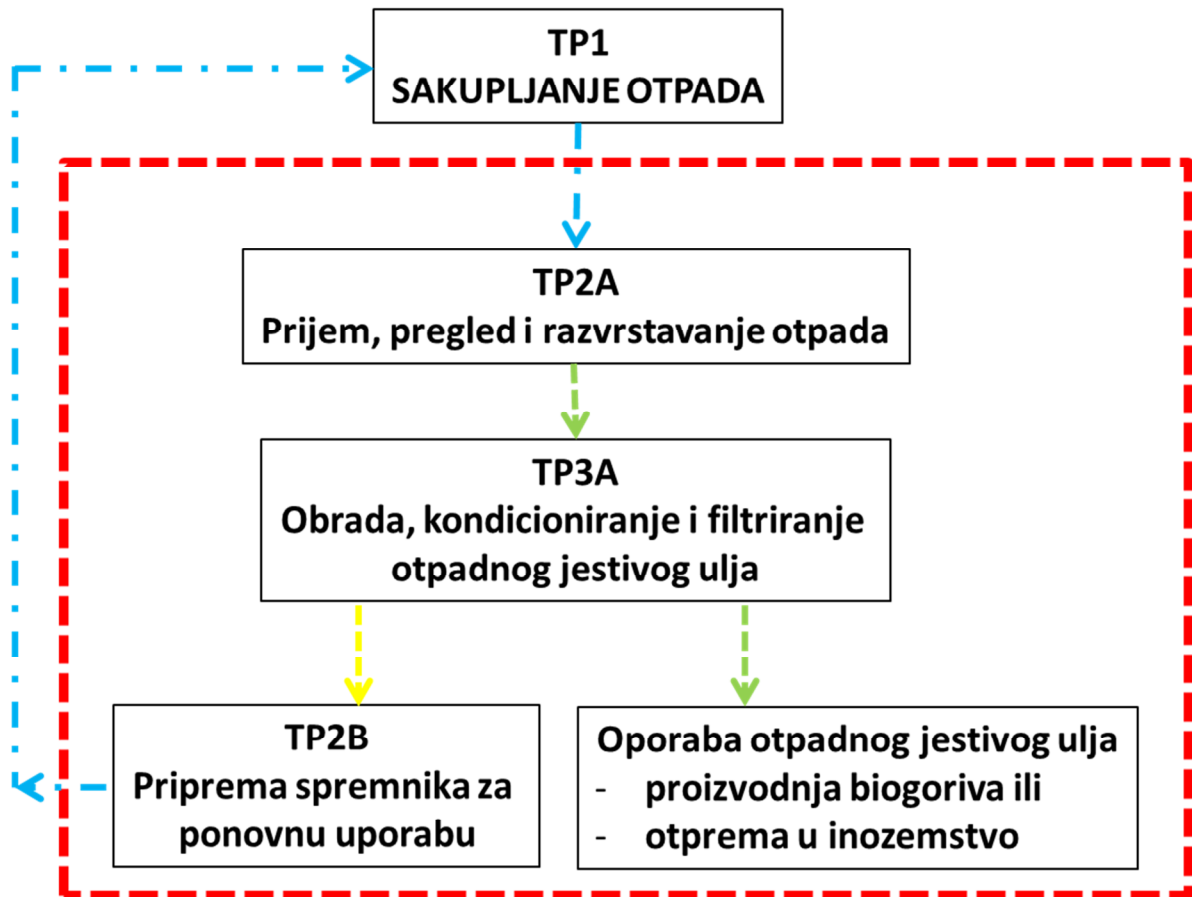 TP1
SAKUPLJANJE OTPADA
TP2A
Prijem, pregled i razvrstavanje otpada
TP3A
Obrada, kondicioniranje i filtriranje
otpadnog jestivog ulja
TP2B
Priprema spremnika za
ponovnu uporabu
Oporaba otpadnog jestivog ulja
- proizvodnja biogoriva ili
- otprema u inozemstvo